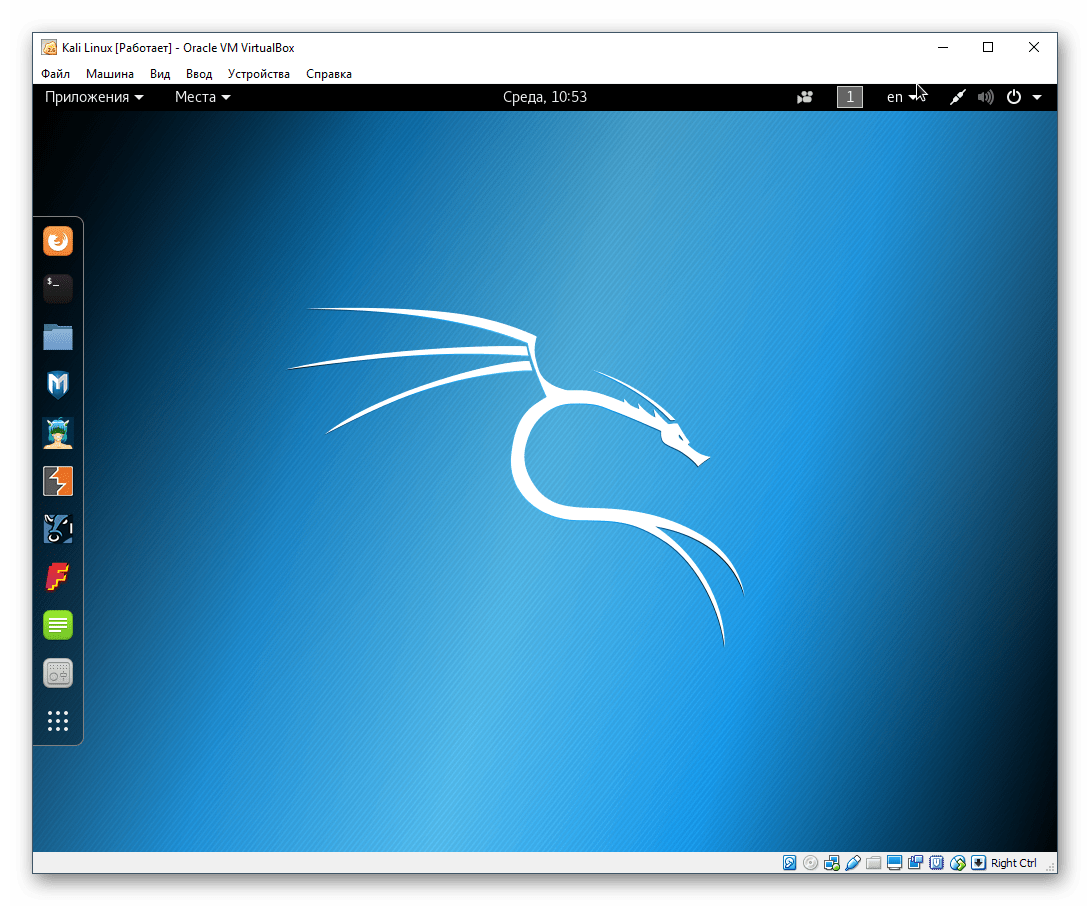 Kali Linux [Работает] - Oracle VM VirtualBox
Файл Машина Вид Ввод Устройства Справка
Приложения Места Среда, 10:53 1 en
$_
Right Ctrl